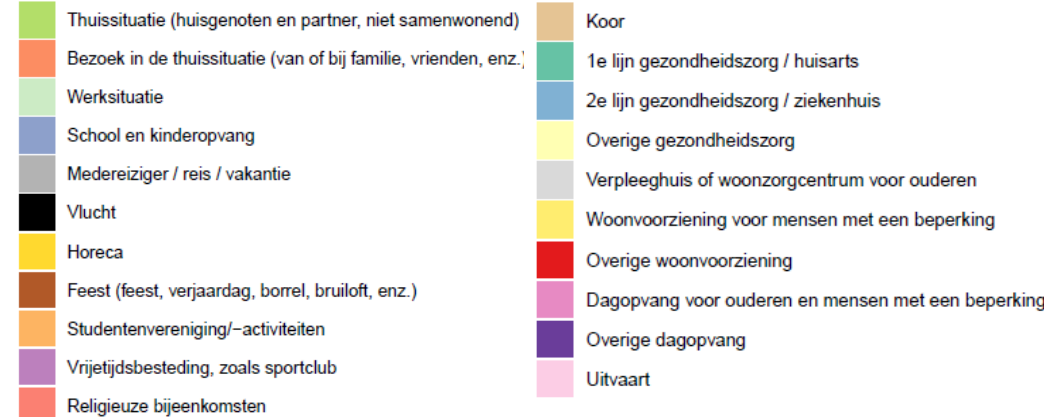 Thuissituatie (huisgenoten en partner, niet samenwonend)
Bezoek in de thuissituatie (van of bij familie, vrienden, enz.)
Werksituatie
School en kinderopvang
Medereiziger / reis / vakantie
Vlucht
Horeca
Feest (feest, verjaardag, borrel, bruiloft, enz.)
Studentenvereniging/−activiteiten
Vrijetijdsbesteding, zoals sportclub
Religieuze bijeenkomsten
Koor
1e lijn gezondheidszorg / huisarts
2e lijn gezondheidszorg / ziekenhuis
Overige gezondheidszorg
Verpleeghuis of woonzorgcentrum voor ouderen
Woonvoorziening voor mensen met een beperking
Overige woonvoorziening
Dagopvang voor ouderen en mensen met een beperking
Overige dagopvang
Uitvaart